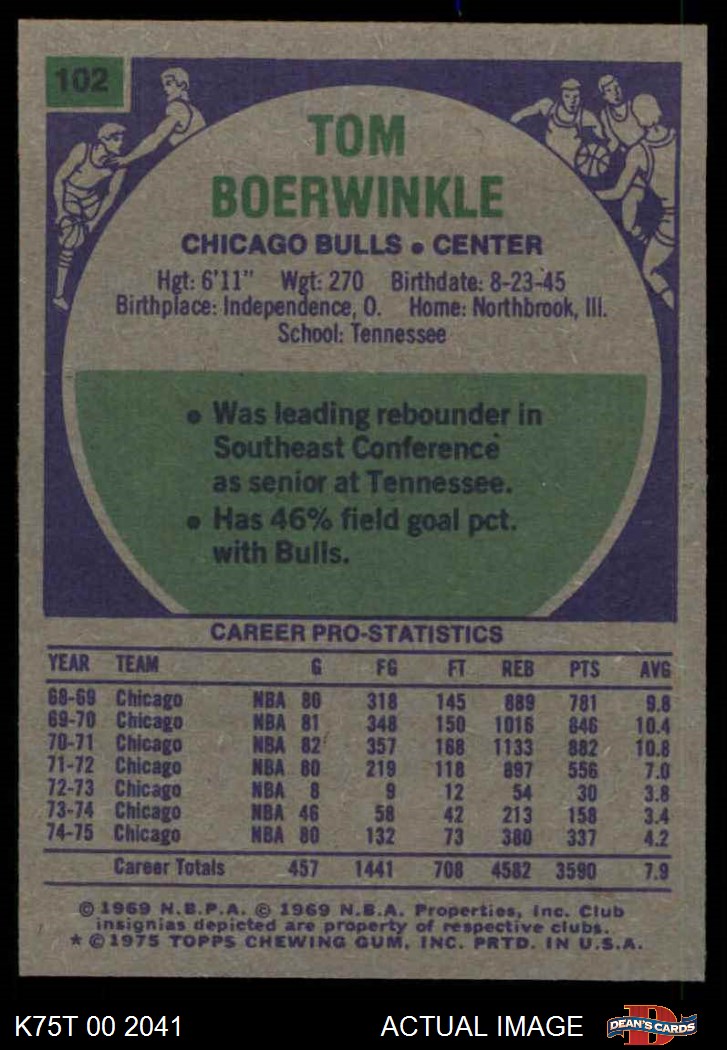 102
TOM
BOERWINKLE
CHICAGO BULLS • CENTER
Hgt: 6'11" Wgt: 270 Birthdate: 8-23-45
Birthplace: Independence, O. Home: Northbrook, Ill.
School: Tennessee
• Was leading rebounder in
Southeast Conference
as senior at Tennessee.
• Has 46% field goal pct.
with Bulls.
CAREER PRO-STATISTICS
YEAR TEAM G FG FT REB PTS AVG
68-69 Chicago NBA 80 318 145 889 781 9.8
69-70 Chicago NBA 81 348 150 1016 846 10.4
70-71 Chicago NBA 82 357 168 1133 882 10.8
71-72 Chicago NBA 80 219 118 897 556 7.0
72-73 Chicago NBA 8 9 12 54 30 3.8
73-74 Chicago NBA 46 58 42 213 158 3.4
74-75 Chicago NBA 80 132 73 380 337 4.2
Career Totals 457 1441 708 4582 3590 7.9
© 1969 N.B.P.A. © 1969 N.B.A. Properties, Inc. Club
insignias depicted are property of respective clubs.
* © 1975 TOPPS CHEWING GUM, INC. PRTD. IN U.S.A.
K75T 00 2041 ACTUAL IMAGE DEAN'S CARDS